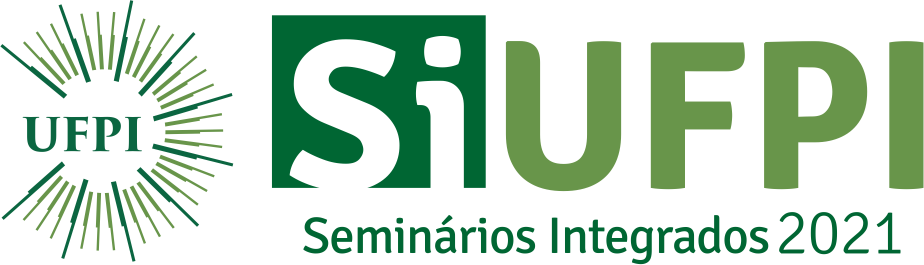 UFPI
SiUFPI
Seminários Integrados 2021